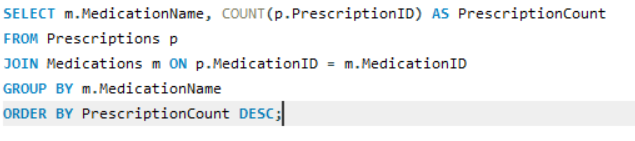 SELECT m.MedicationName, COUNT(p.PrescriptionID) AS PrescriptionCount
FROM Prescriptions p
JOIN Medications m ON p.MedicationID = m.MedicationID
GROUP BY m.MedicationName
ORDER BY PrescriptionCount DESC;